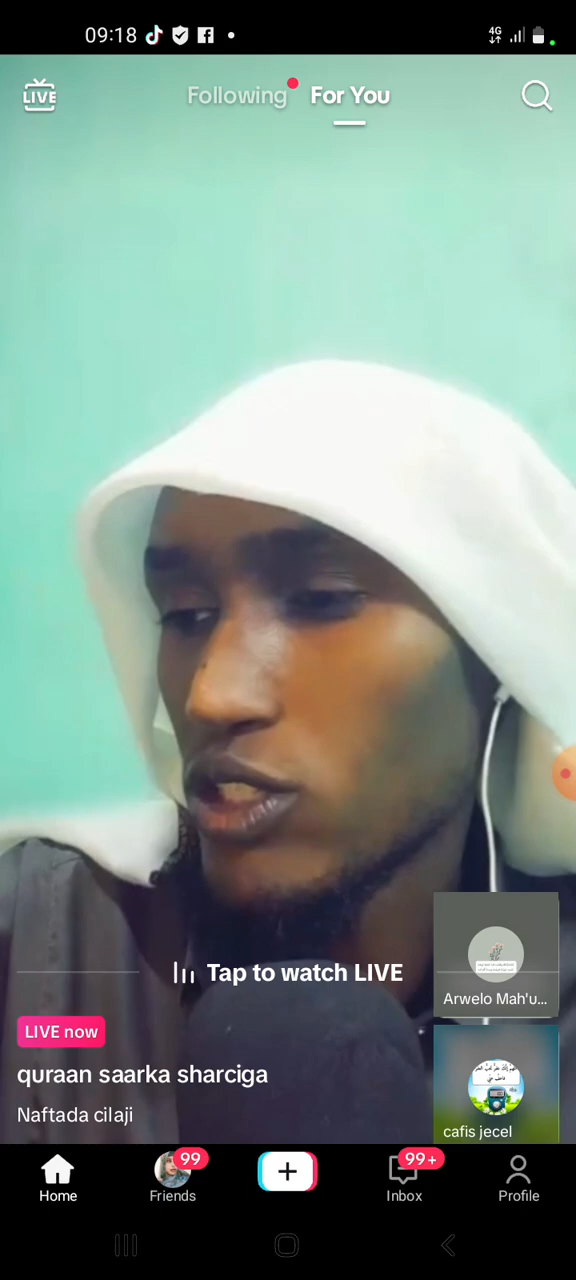 09:18
4G
LIVE
Following
For You
Tap to watch LIVE
Arwelo Mah'u...
LIVE now
quraan saarka sharciga
Naftada cilaji
cafis jecel
99
99+
Home
Friends
Inbox
Profile